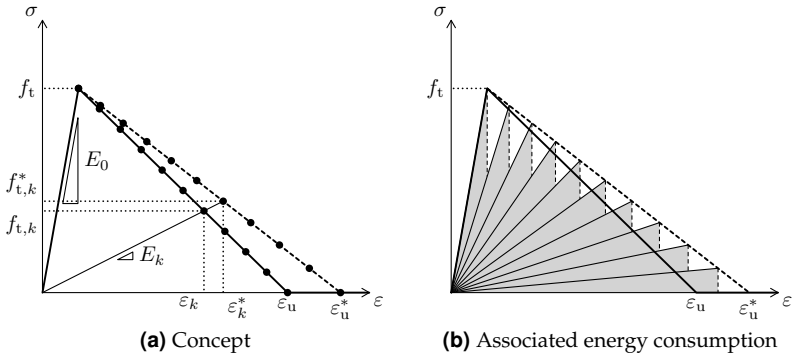 σ
f_t
E_0
f^*_{t,k}
f_{t,k}
E_k
ε_k
ε^*_k
ε_u
ε^*_u
ε
(a) Concept
σ
f_t
ε_u
ε^*_u
ε
(b) Associated energy consumption